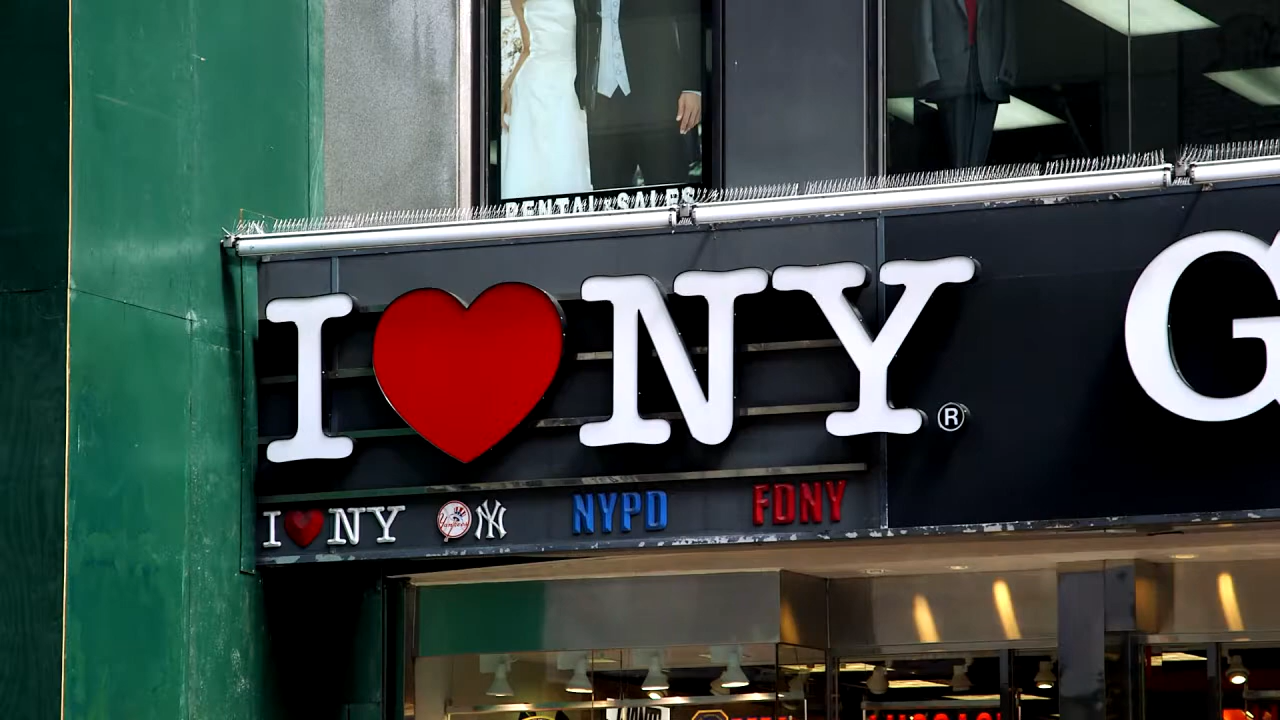 RENTAL SALES
I ❤ NY ® G
I ❤ NY NY NYPD FDNY